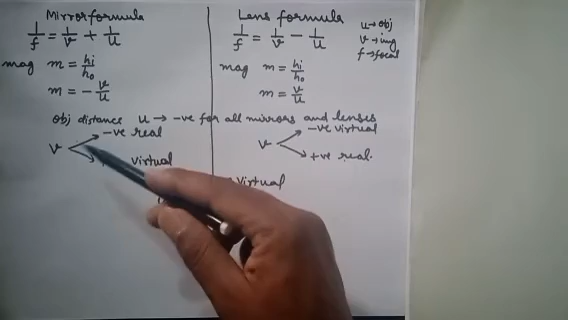 Mirror formula
1/f = 1/v + 1/u
mag m = hi/ho
m = - v/u
Lens formula
1/f = 1/v - 1/u
mag m = hi/ho
m = v/u
u → obj
v → img
f → focal
obj distance u → -ve for all mirrors and lenses
v
-ve real
virtual
v
-ve virtual
+ve real.
virtual